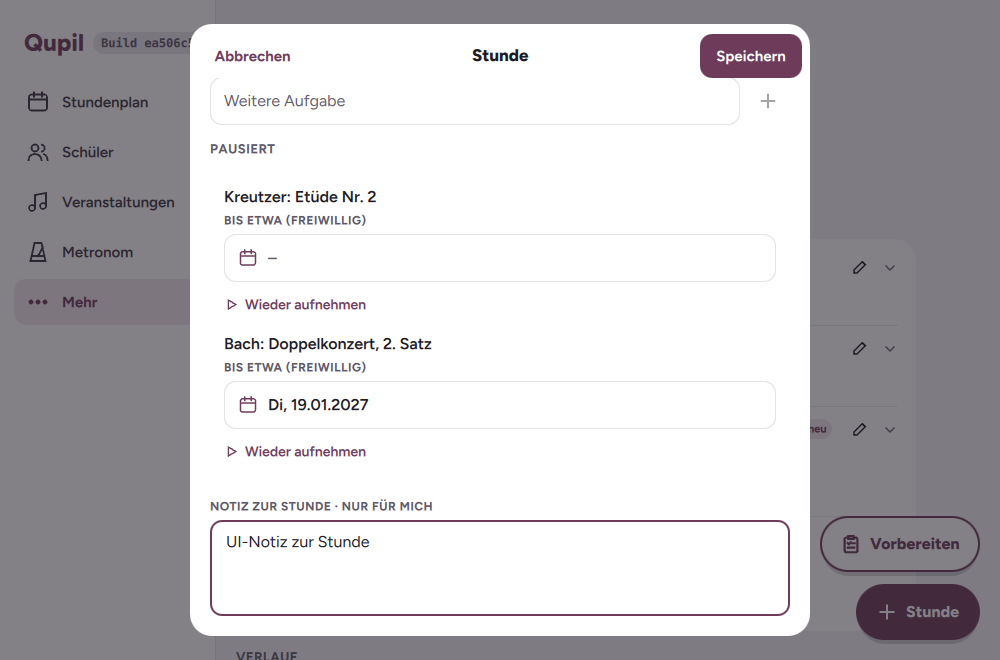 Qupil
Build ea506c
Stundenplan
Schüler
Veranstaltungen
Metronom
Mehr
Abbrechen
Stunde
Speichern
Weitere Aufgabe
PAUSIERT
Kreutzer: Etüde Nr. 2
BIS ETWA (FREIWILLIG)
–
Wieder aufnehmen
Bach: Doppelkonzert, 2. Satz
BIS ETWA (FREIWILLIG)
Di, 19.01.2027
Wieder aufnehmen
NOTIZ ZUR STUNDE · NUR FÜR MICH
UI-Notiz zur Stunde
neu
Vorbereiten
Stunde
VERLAUF